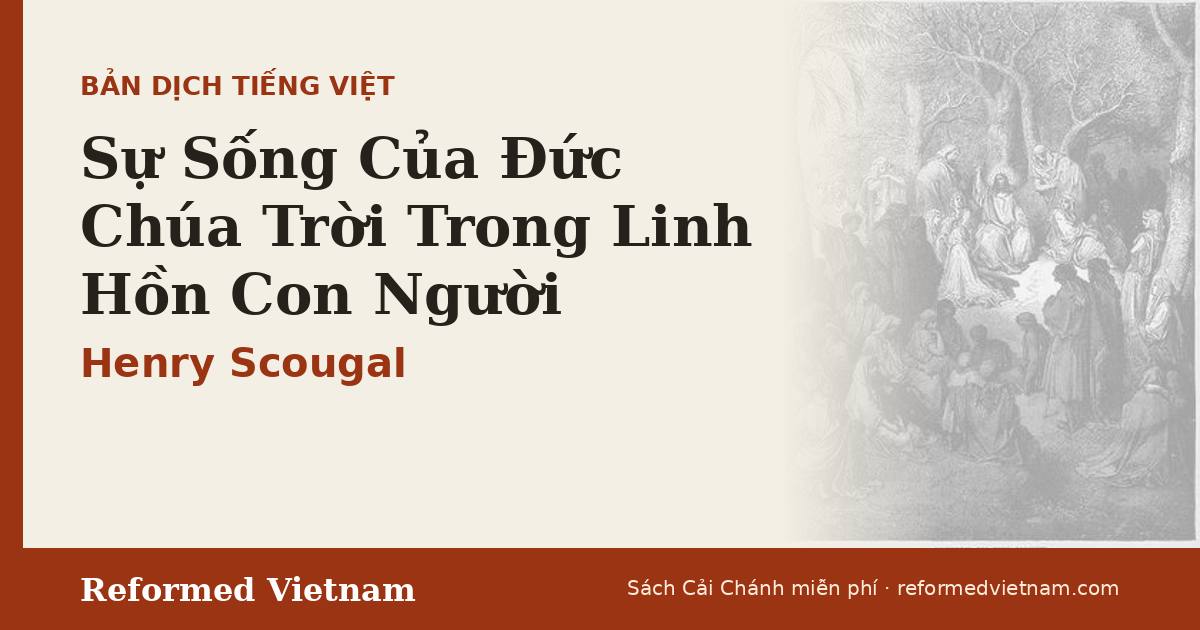 BẢN DỊCH TIẾNG VIỆT
Sự Sống Của Đức
Chúa Trời Trong Linh
Hồn Con Người
Henry Scougal
Reformed Vietnam
Sách Cải Chánh miễn phí · reformedvietnam.com